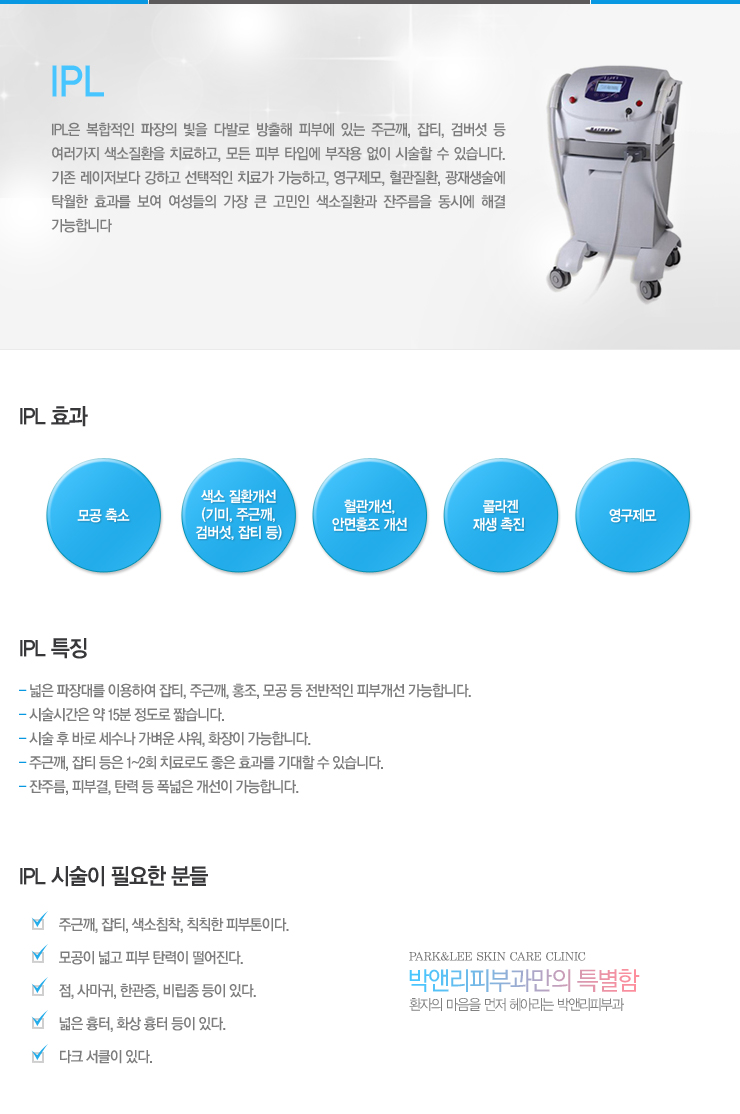 IPL
IPL은 복합적인 파장의 빛을 다발로 방출해 피부에 있는 주근깨, 잡티, 검버섯 등
여러가지 색소질환을 치료하고, 모든 피부 타입에 부작용 없이 시술할 수 있습니다.
기존 레이저보다 강하고 선택적인 치료가 가능하고, 영구제모, 혈관질환, 광재생술에
탁월한 효과를 보여 여성들의 가장 큰 고민인 색소질환과 잔주름을 동시에 해결
가능합니다
IPL 효과
모공 축소
색소 질환개선
(기미, 주근깨,
검버섯, 잡티 등)
혈관개선,
안면홍조 개선
콜라겐
재생 촉진
영구제모
IPL 특징
- 넓은 파장대를 이용하여 잡티, 주근깨, 홍조, 모공 등 전반적인 피부개선 가능합니다.
- 시술시간은 약 15분 정도로 짧습니다.
- 시술 후 바로 세수나 가벼운 샤워, 화장이 가능합니다.
- 주근깨, 잡티 등은 1~2회 치료로도 좋은 효과를 기대할 수 있습니다.
- 잔주름, 피부결, 탄력 등 폭넓은 개선이 가능합니다.
IPL 시술이 필요한 분들
주근깨, 잡티, 색소침착, 칙칙한 피부톤이다.
모공이 넓고 피부 탄력이 떨어진다.
점, 사마귀, 한관증, 비립종 등이 있다.
넓은 흉터, 화상 흉터 등이 있다.
다크 서클이 있다.
PARK&LEE SKIN CARE CLINIC
박앤리피부과만의 특별함
환자의 마음을 먼저 헤아리는 박앤리피부과